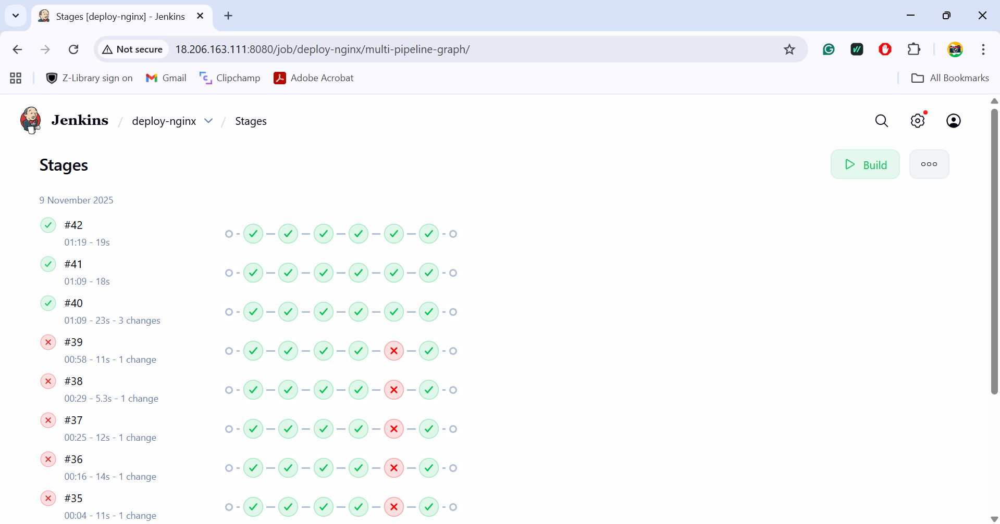 Stages [deploy-nginx] - Jenkins
Not secure 18.206.163.111:8080/job/deploy-nginx/multi-pipeline-graph/
Z-Library sign on Gmail Clipchamp Adobe Acrobat All Bookmarks
Jenkins / deploy-nginx / Stages
Stages
Build
9 November 2025
#42
01:19 - 19s
#41
01:09 - 18s
#40
01:09 - 23s - 3 changes
#39
00:58 - 11s - 1 change
#38
00:29 - 5.3s - 1 change
#37
00:25 - 12s - 1 change
#36
00:16 - 14s - 1 change
#35
00:04 - 11s - 1 change